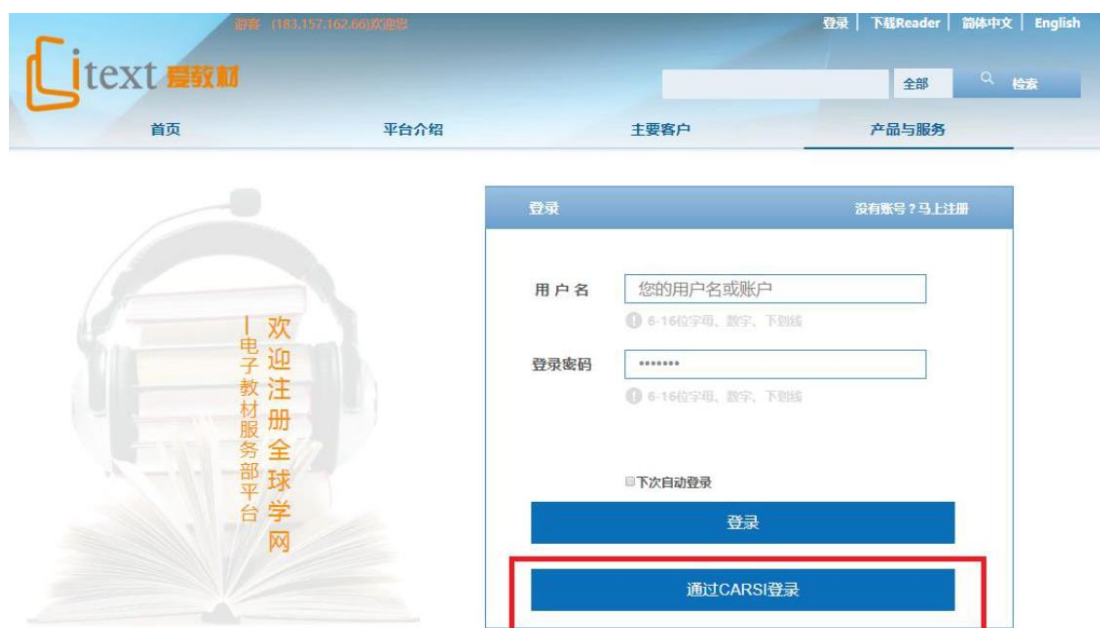 游客 (183.157.162.66)欢迎您
登录 | 下载Reader | 简体中文 | English
itext 爱教材
全部
检索
首页
平台介绍
主要客户
产品与服务
登录
没有账号？马上注册
用户名
您的用户名或账户
6-16位字母、数字、下划线
登录密码
•••••••
6-16位字母、数字、下划线
欢迎注册全球学网
—电子教材服务部平台
下次自动登录
登录
通过CARSI登录